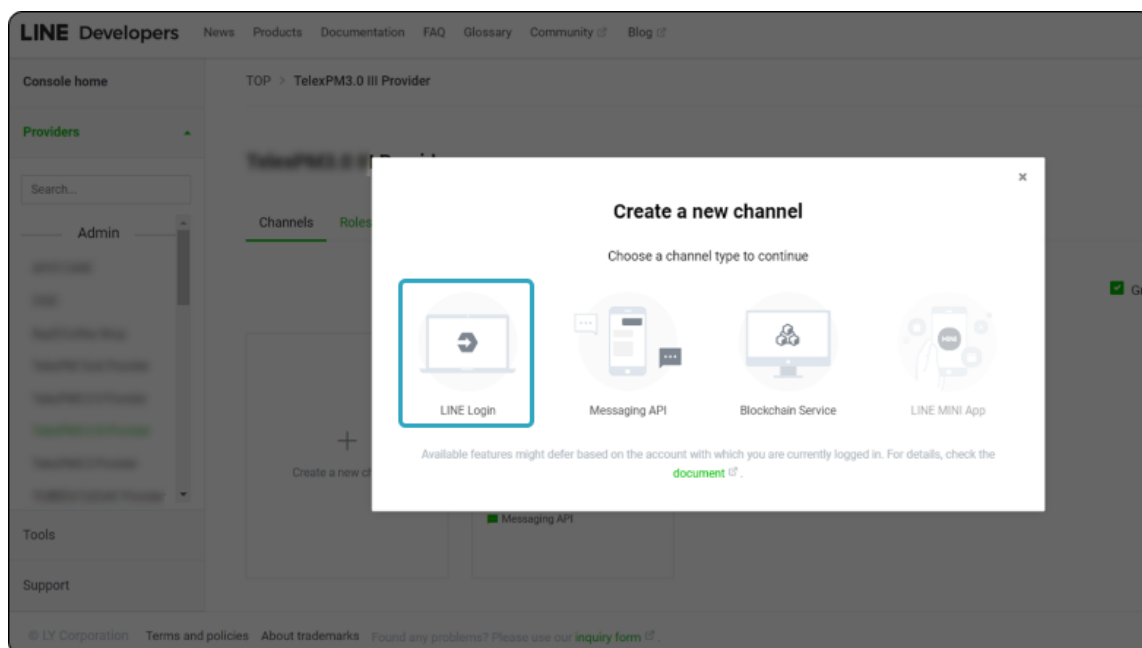 LINE Developers News Products Documentation FAQ Glossary Community Blog
Console home
TOP > TelexPM3.0 III Provider
Providers
Search...
Admin
Channels Roles
Create a new channel
Choose a channel type to continue
LINE Login
Messaging API
Blockchain Service
MINI
LINE MINI App
Available features might defer based on the account with which you are currently logged in. For details, check the
document
Create a new
Messaging API
Tools
Support
© LY Corporation Terms and policies About trademarks Found any problems? Please use our inquiry form.